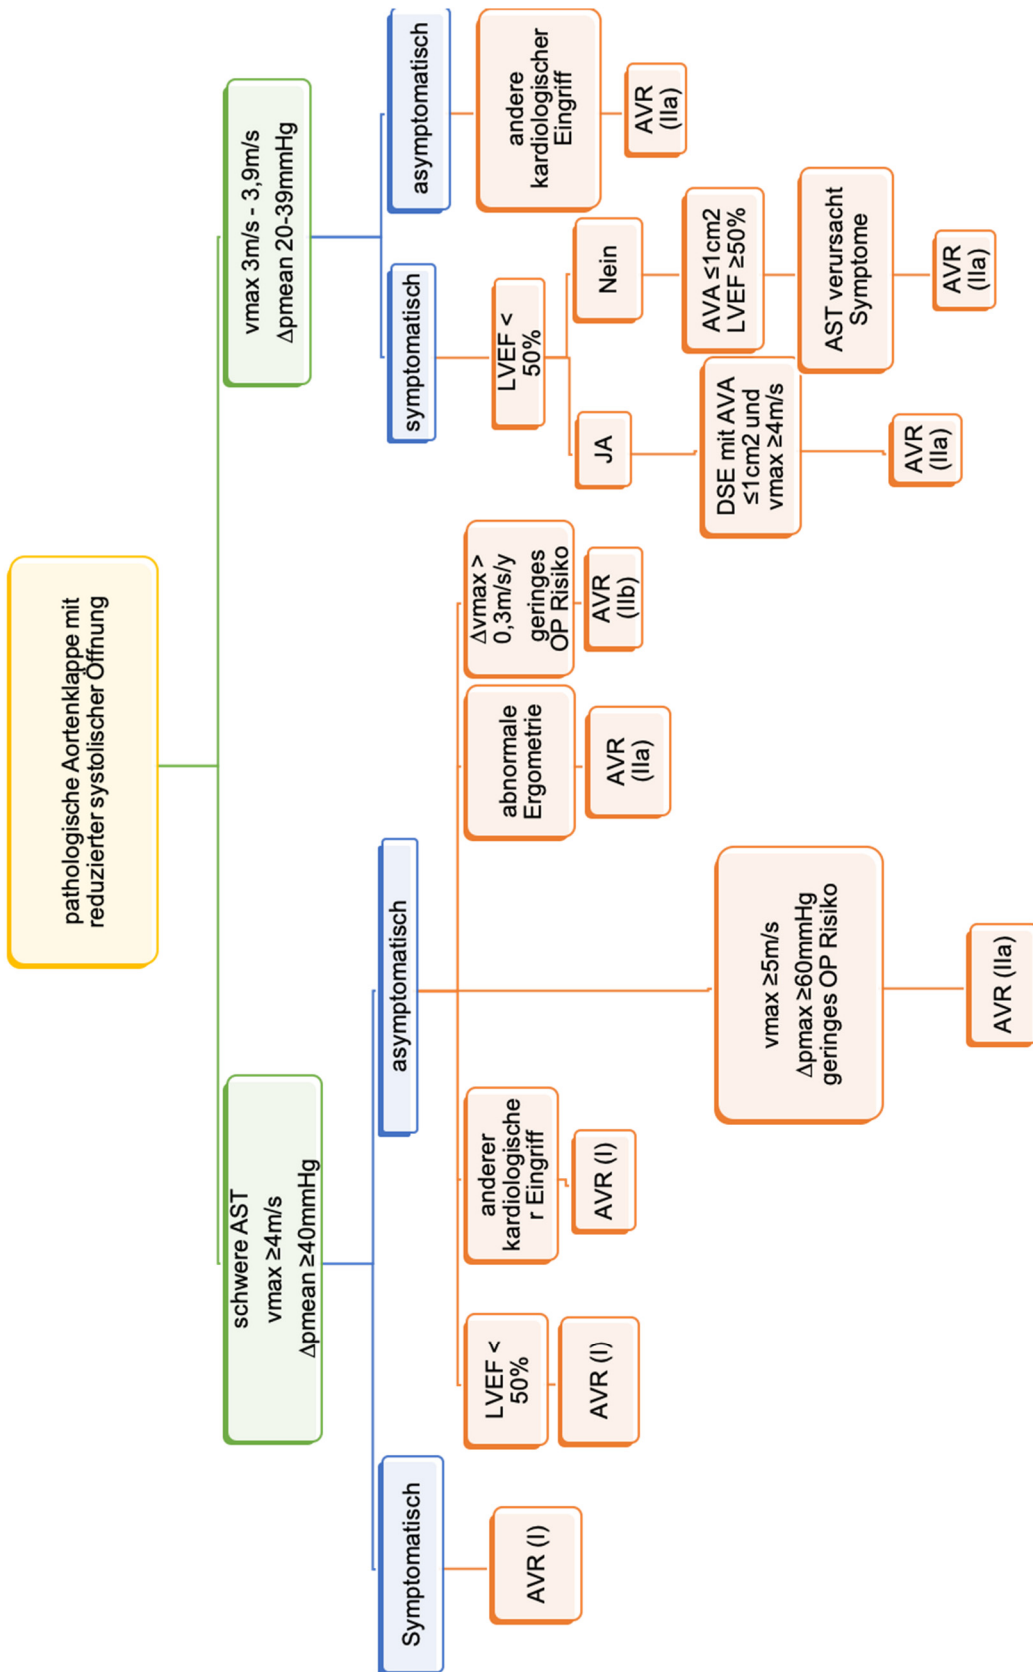 pathologische Aortenklappe mit
reduzierter systolischer Öffnung
schwere AST
vmax ≥4m/s
Δpmean ≥40mmHg
vmax 3m/s - 3,9m/s
Δpmean 20-39mmHg
Symptomatisch
asymptomatisch
symptomatisch
asymptomatisch
AVR (I)
LVEF <
50%
AVR (I)
anderer
kardiologische
r Eingriff
AVR (I)
vmax ≥5m/s
Δpmax ≥60mmHg
geringes OP Risiko
AVR (IIa)
abnormale
Ergometrie
AVR
(IIa)
Δvmax >
0,3m/s/y
geringes
OP Risiko
AVR
(IIb)
LVEF <
50%
JA
DSE mit AVA
≤1cm2 und
vmax ≥4m/s
AVR
(IIa)
Nein
AVA ≤1cm2
LVEF ≥50%
AST verursacht
Symptome
AVR
(IIa)
andere
kardiologischer
Eingriff
AVR
(IIa)